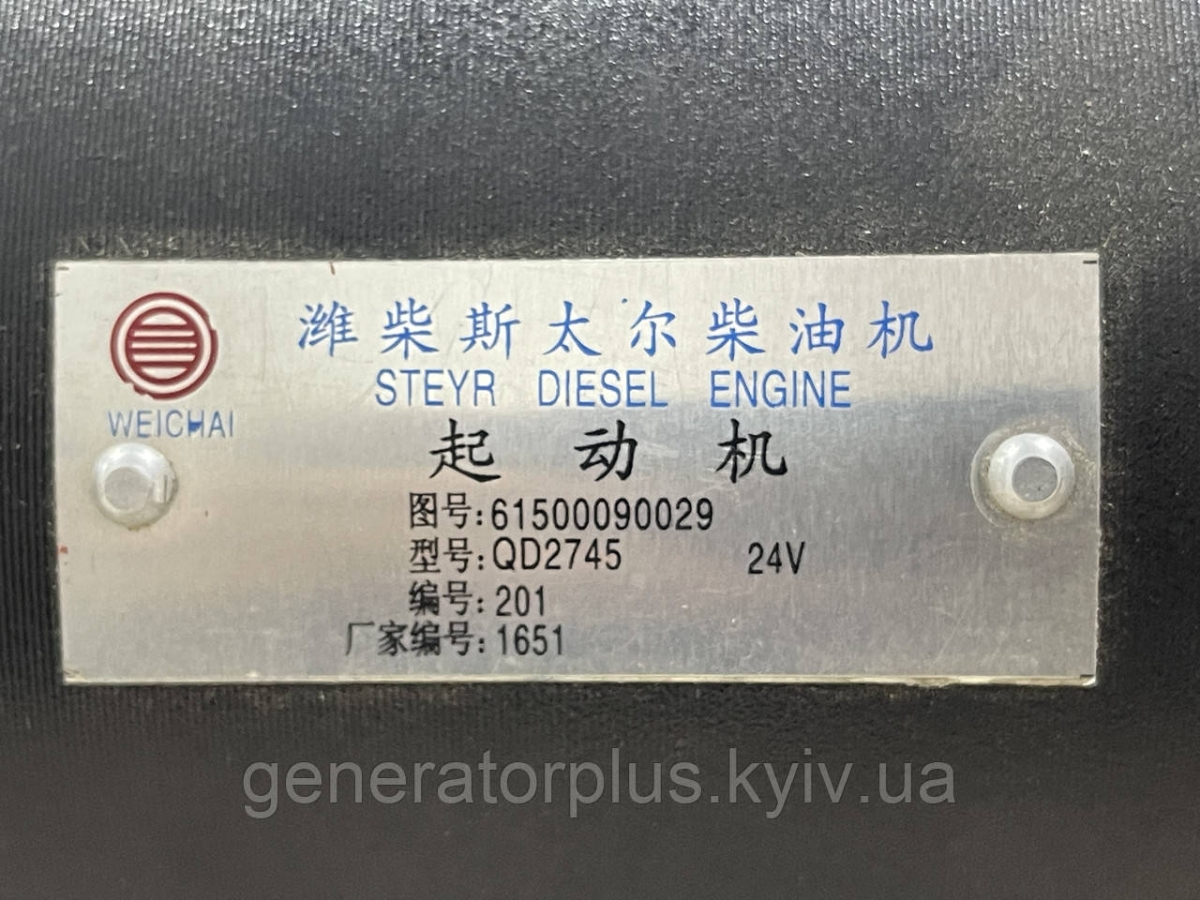 潍柴斯太尔柴油机
STEYR DIESEL ENGINE
WEICHAI
起动机
图号:61500090029
型号:QD2745 24V
编号:201
厂家编号:1651
generatorplus.kyiv.ua